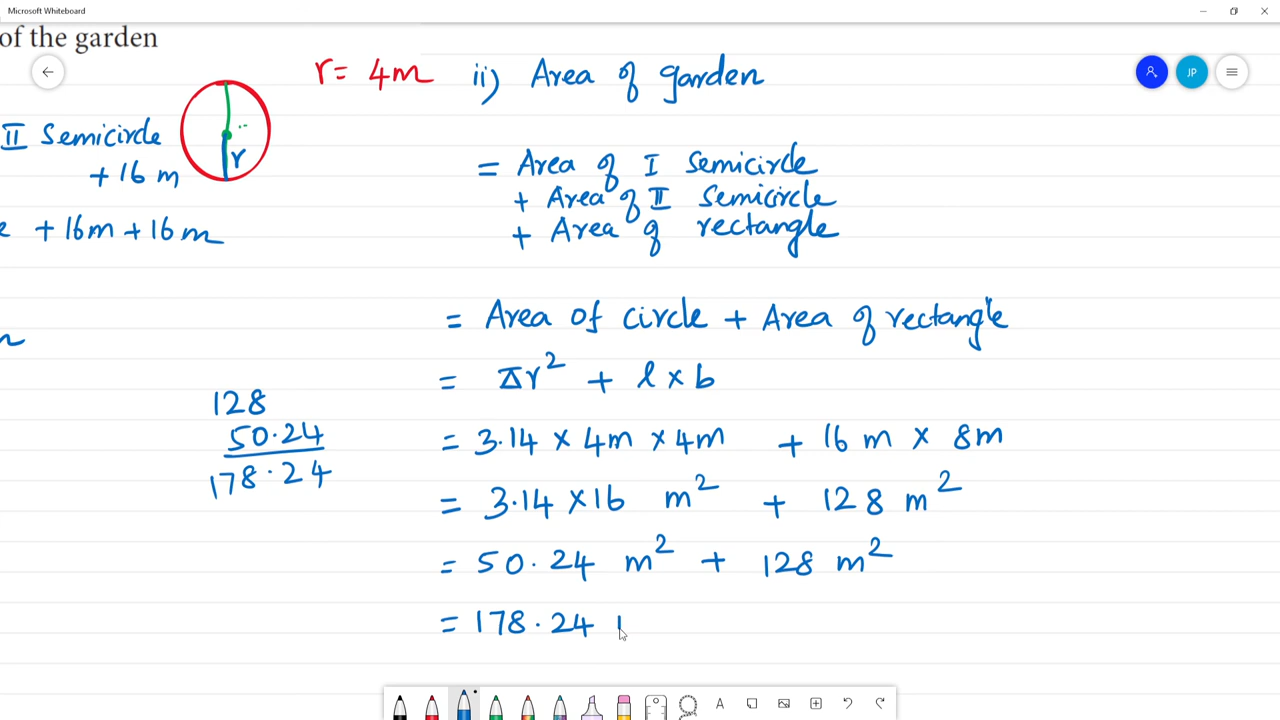 Microsoft Whiteboard
of the garden
r= 4m
ii) Area of garden
JP
II Semicircle
+16 m
r
+ 16m + 16 m
= Area of I semicircle
+ Area of II semicircle
+ Area of rectangle
= Area of circle + Area of rectangle
= πr² + l × b
128
50.24
178.24
= 3.14 × 4m × 4m + 16 m × 8m
= 3.14 × 16 m² + 128 m²
= 50.24 m² + 128 m²
= 178.24
A